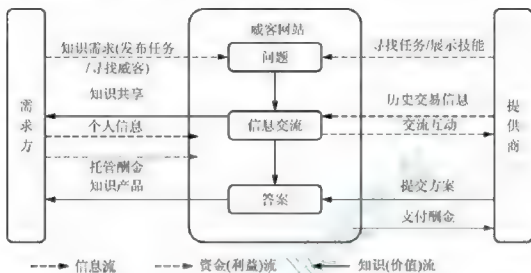 威客网站
知识需求(发布任务
/寻找威客)
问题
寻找任务/展示技能
知识共享
历史交易信息
需求方
个人信息
信息交流
交流互动
提供商
托管酬金
知识产品
答案
提交方案
支付酬金
信息流
资金(利益)流
知识(价值)流